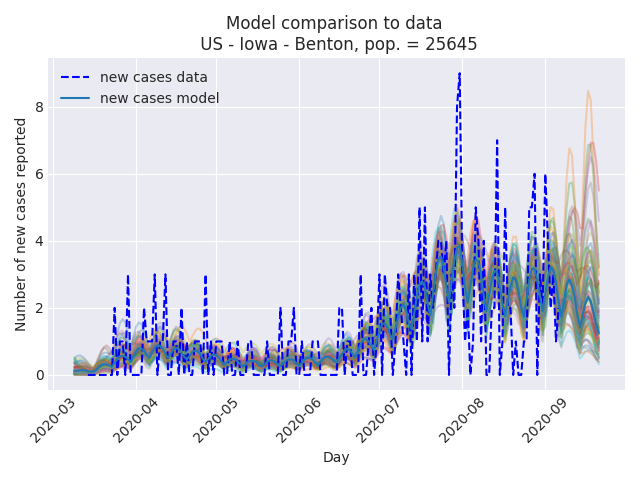 Model comparison to data
US - Iowa - Benton, pop. = 25645
new cases data
new cases model
Number of new cases reported
8
6
4
2
0
2020-03
2020-04
2020-05
2020-06
2020-07
2020-08
2020-09
Day